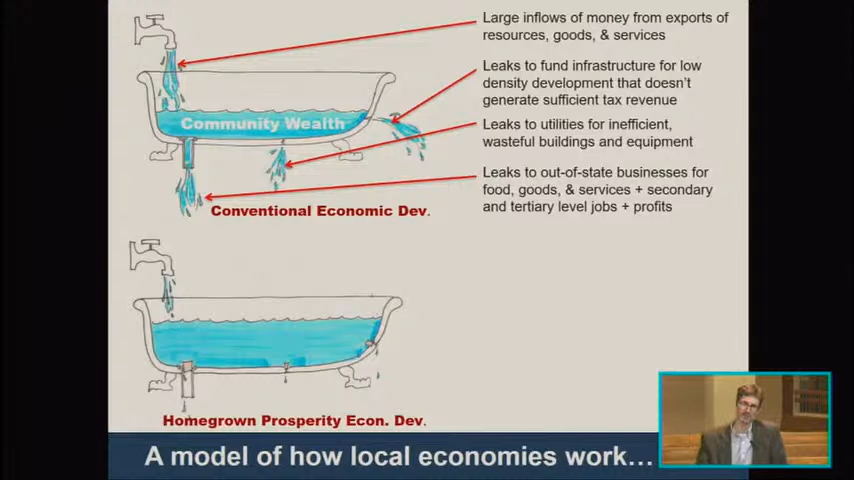 Large inflows of money from exports of
resources, goods, & services
Leaks to fund infrastructure for low
density development that doesn't
generate sufficient tax revenue
Leaks to utilities for inefficient,
wasteful buildings and equipment
Leaks to out-of-state businesses for
food, goods, & services + secondary
and tertiary level jobs + profits
Community Wealth
Conventional Economic Dev.
Homegrown Prosperity Econ. Dev.
A model of how local economies work...